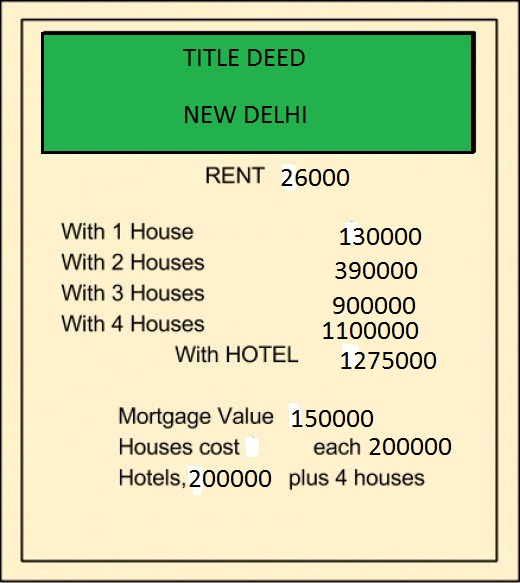 TITLE DEED
NEW DELHI
RENT 26000
With 1 House 130000
With 2 Houses 390000
With 3 Houses 900000
With 4 Houses 1100000
With HOTEL 1275000
Mortgage Value 150000
Houses cost each 200000
Hotels, 200000 plus 4 houses